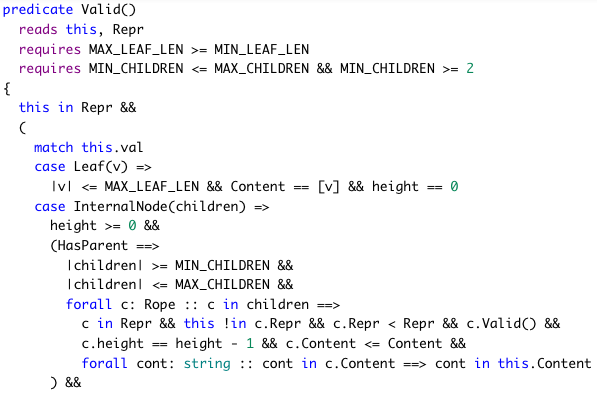 predicate Valid()
  reads this, Repr
  requires MAX_LEAF_LEN >= MIN_LEAF_LEN
  requires MIN_CHILDREN <= MAX_CHILDREN && MIN_CHILDREN >= 2
{
  this in Repr &&
  (
    match this.val
    case Leaf(v) =>
      |v| <= MAX_LEAF_LEN && Content == [v] && height == 0
    case InternalNode(children) =>
      height >= 0 &&
      (HasParent ==>
        |children| >= MIN_CHILDREN &&
        |children| <= MAX_CHILDREN &&
        forall c: Rope :: c in children ==>
          c in Repr && this !in c.Repr && c.Repr < Repr && c.Valid() &&
          c.height == height - 1 && c.Content <= Content &&
          forall cont: string :: cont in c.Content ==> cont in this.Content
      ) &&